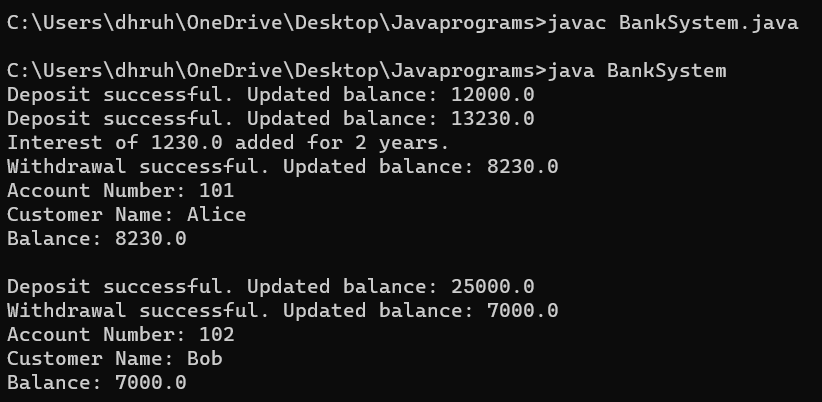 C:\Users\dhruh\OneDrive\Desktop\Javaprograms>javac BankSystem.java
C:\Users\dhruh\OneDrive\Desktop\Javaprograms>java BankSystem
Deposit successful. Updated balance: 12000.0
Deposit successful. Updated balance: 13230.0
Interest of 1230.0 added for 2 years.
Withdrawal successful. Updated balance: 8230.0
Account Number: 101
Customer Name: Alice
Balance: 8230.0
Deposit successful. Updated balance: 25000.0
Withdrawal successful. Updated balance: 7000.0
Account Number: 102
Customer Name: Bob
Balance: 7000.0